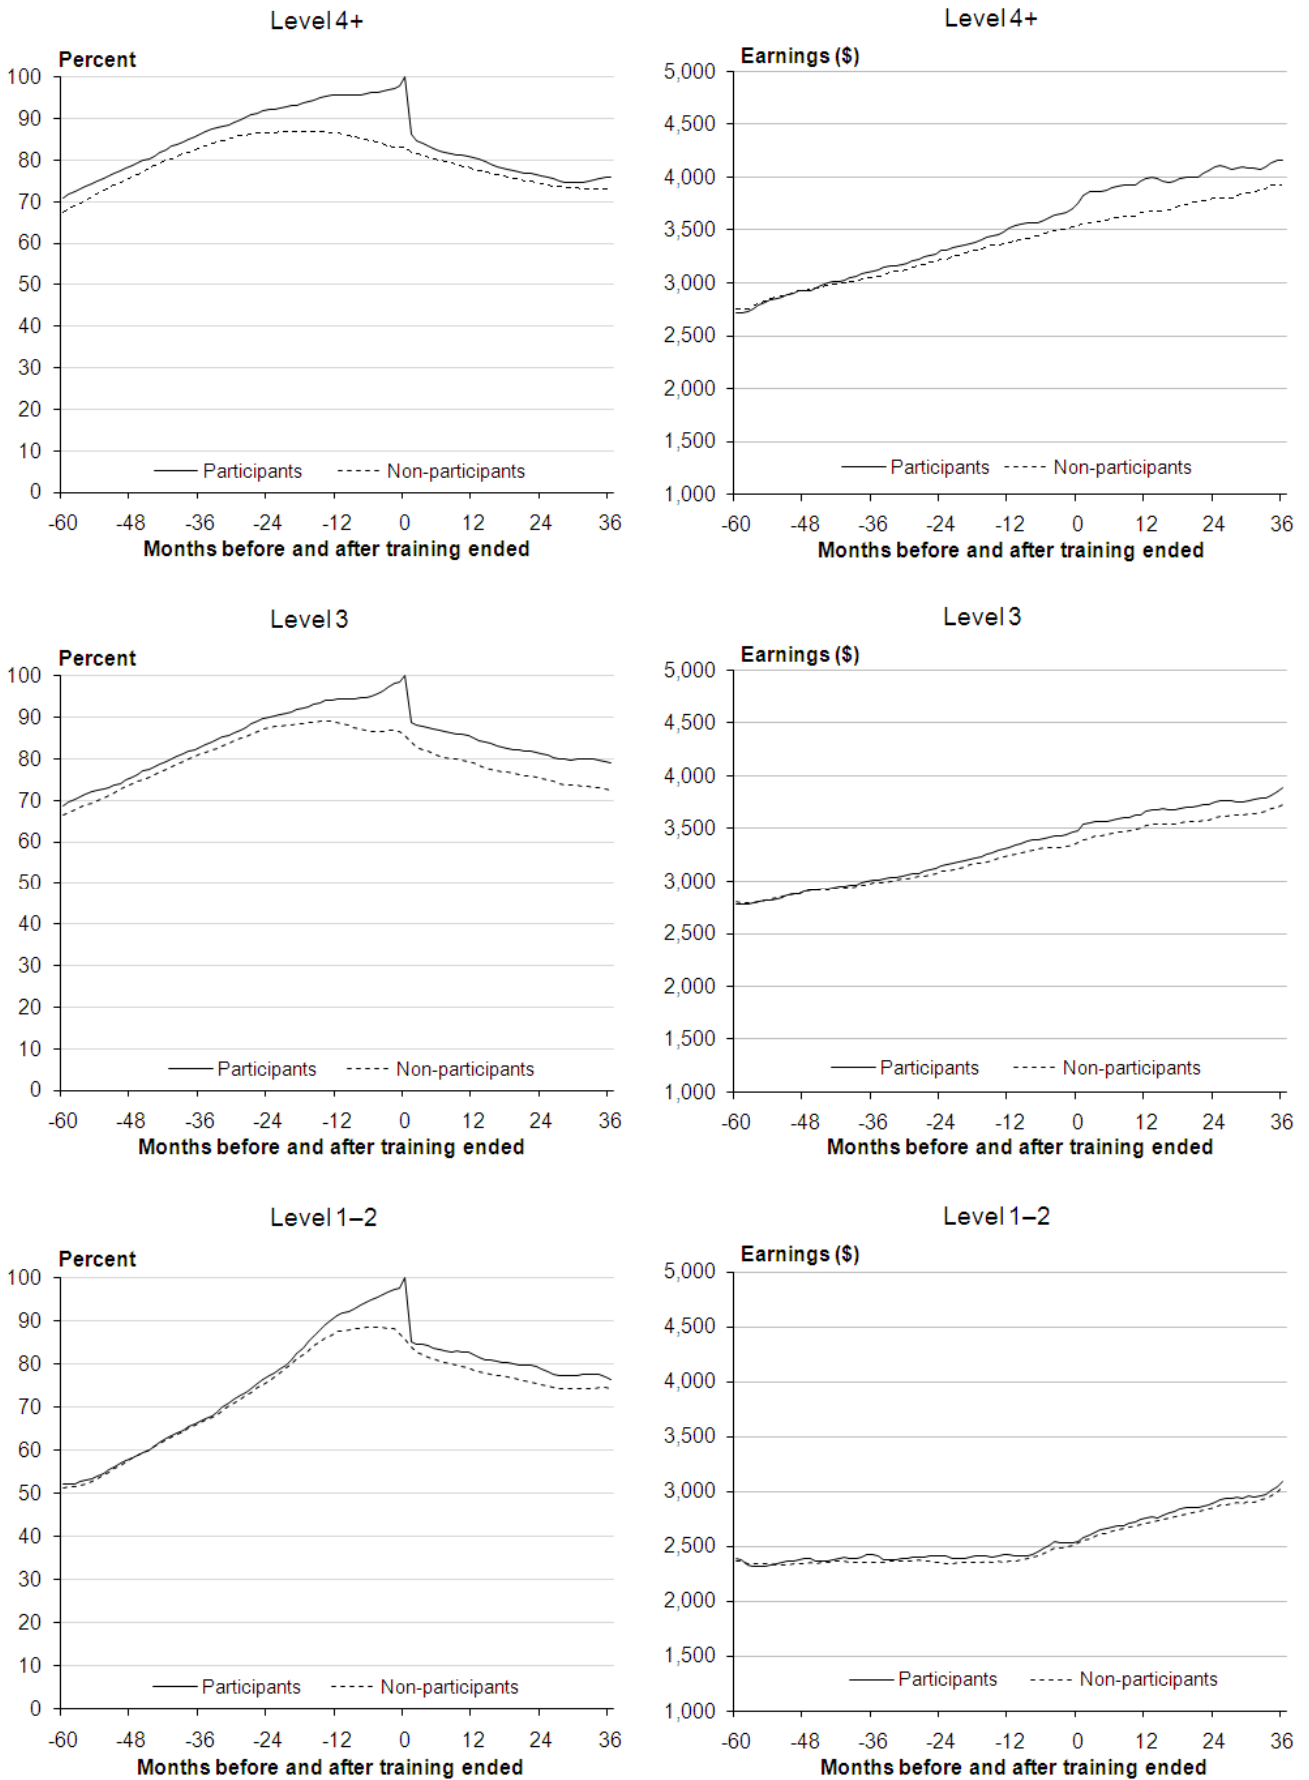 Level 4+
Percent
100
90
80
70
60
50
40
30
20
10
0
Participants Non-participants
-60 -48 -36 -24 -12 0 12 24 36
Months before and after training ended
Level 4+
Earnings ($)
5,000
4,500
4,000
3,500
3,000
2,500
2,000
1,500
1,000
Participants Non-participants
-60 -48 -36 -24 -12 0 12 24 36
Months before and after training ended
Level 3
Percent
100
90
80
70
60
50
40
30
20
10
0
Participants Non-participants
-60 -48 -36 -24 -12 0 12 24 36
Months before and after training ended
Level 3
Earnings ($)
5,000
4,500
4,000
3,500
3,000
2,500
2,000
1,500
1,000
Participants Non-participants
-60 -48 -36 -24 -12 0 12 24 36
Months before and after training ended
Level 1–2
Percent
100
90
80
70
60
50
40
30
20
10
0
Participants Non-participants
-60 -48 -36 -24 -12 0 12 24 36
Months before and after training ended
Level 1–2
Earnings ($)
5,000
4,500
4,000
3,500
3,000
2,500
2,000
1,500
1,000
Participants Non-participants
-60 -48 -36 -24 -12 0 12 24 36
Months before and after training ended